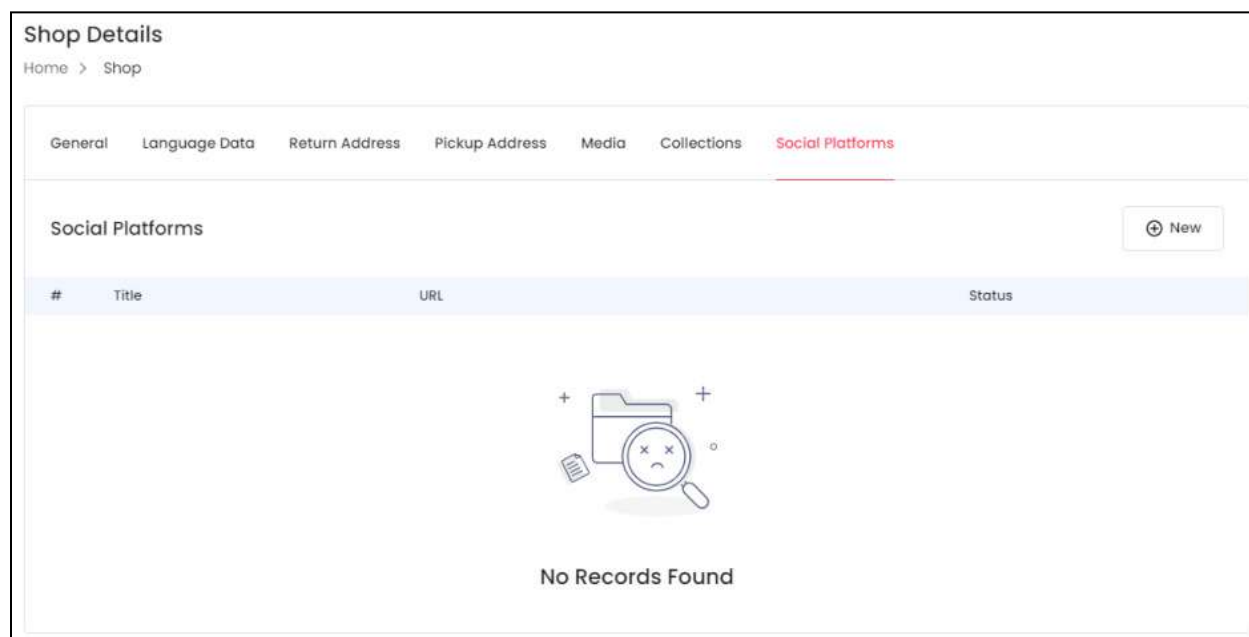 Shop Details
Home > Shop
General Language Data Return Address Pickup Address Media Collections Social Platforms
Social Platforms
New
# Title URL Status
No Records Found